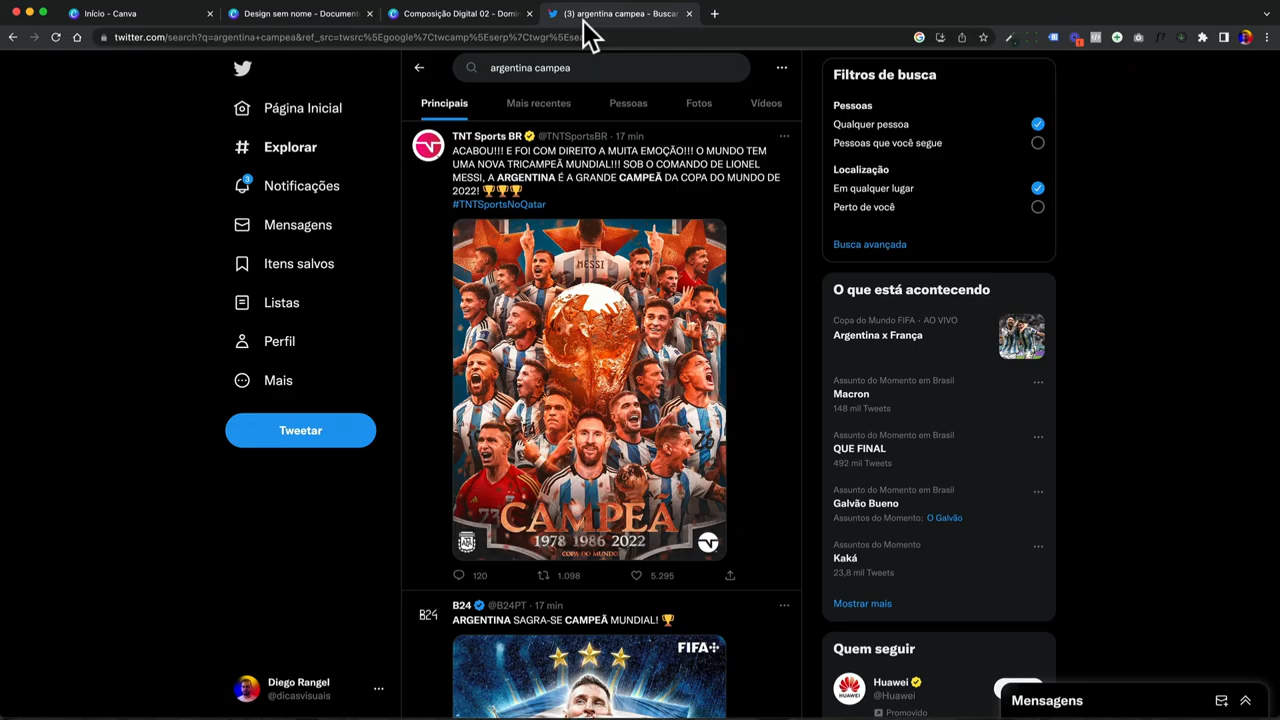 Início - Canva
Design sem nome - Document
Composição Digital 02 - Domin
(3) argentina campea - Buscar
twitter.com/search?q=argentina+campea&ref_src=twsrc%5Egoogle%7Ctwcamp%5Eserp%7Ctwgr%5Ese
argentina campea
Principais
Mais recentes
Pessoas
Fotos
Vídeos
Página Inicial
Explorar
3
Notificações
Mensagens
Itens salvos
Listas
Perfil
Mais
Tweetar
Diego Rangel
@dicasvisuais
TNT Sports BR @TNTSportsBR · 17 min
ACABOU!!! E FOI COM DIREITO A MUITA EMOÇÃO!!! O MUNDO TEM
UMA NOVA TRICAMPEÃ MUNDIAL!!! SOB O COMANDO DE LIONEL
MESSI, A ARGENTINA É A GRANDE CAMPEÃ DA COPA DO MUNDO DE
2022! 🏆🏆🏆
#TNTSportsNoQatar
MESSI
CAMPEÃ
1978 1986 2022
COPA DO MUNDO
120
1.098
5.295
B24
B24 @B24PT · 17 min
ARGENTINA SAGRA-SE CAMPEÃ MUNDIAL! 🏆
FIFA+
Filtros de busca
Pessoas
Qualquer pessoa
Pessoas que você segue
Localização
Em qualquer lugar
Perto de você
Busca avançada
O que está acontecendo
Copa do Mundo FIFA · AO VIVO
Argentina x França
Assunto do Momento em Brasil
Macron
148 mil Tweets
Assunto do Momento em Brasil
QUE FINAL
492 mil Tweets
Assunto do Momento em Brasil
Galvão Bueno
Assuntos do Momento: O Galvão
Assuntos do Momento
Kaká
23,8 mil Tweets
Mostrar mais
Quem seguir
HUAWEI
Huawei
@Huawei
Promovido
Mensagens